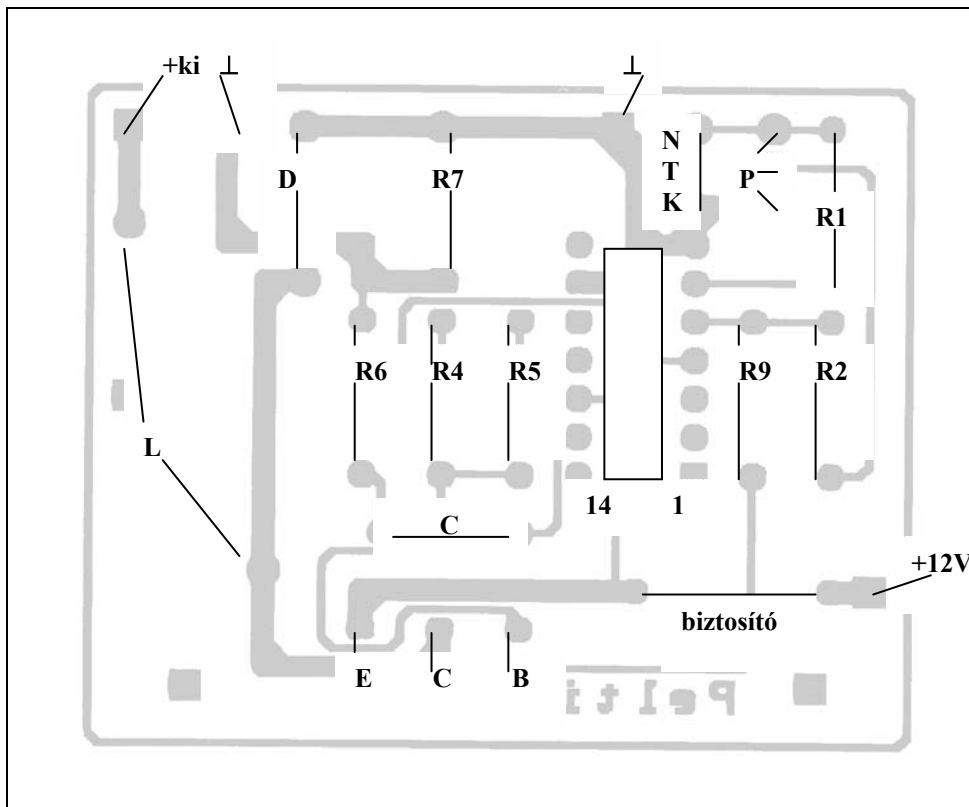 +ki ⊥ ⊥
D R7 N T K P R1
R6 R4 R5 R9 R2
L
14 1
C
+12V
biztosító
E C B
Pelti